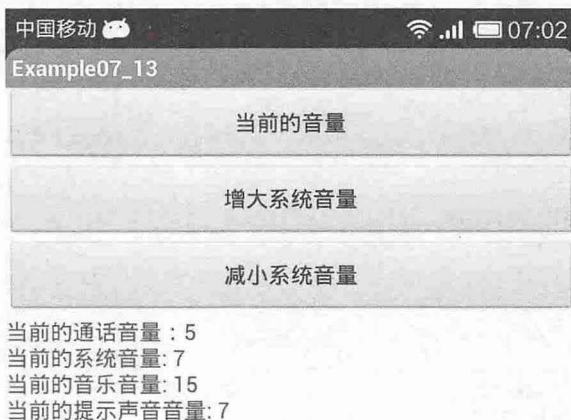 中国移动 07:02
Example07_13
当前的音量
增大系统音量
减小系统音量
当前的通话音量：5
当前的系统音量: 7
当前的音乐音量: 15
当前的提示声音音量: 7